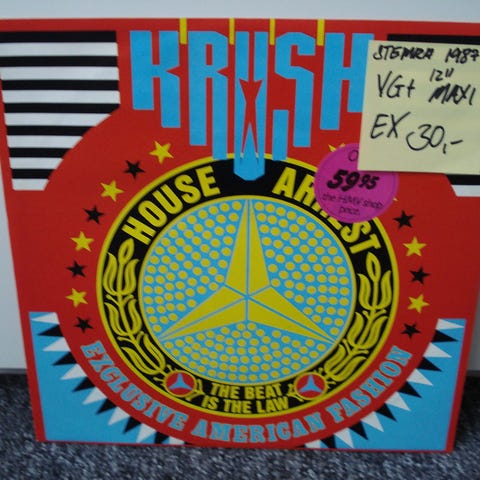 KRUSH
STEMRA 1987
VG+ 12" MAXI
EX 30,-
59.95
the HMV shop
price.
HOUSE ARREST
THE BEAT
IS THE LAW
EXCLUSIVE AMERICAN FASHION